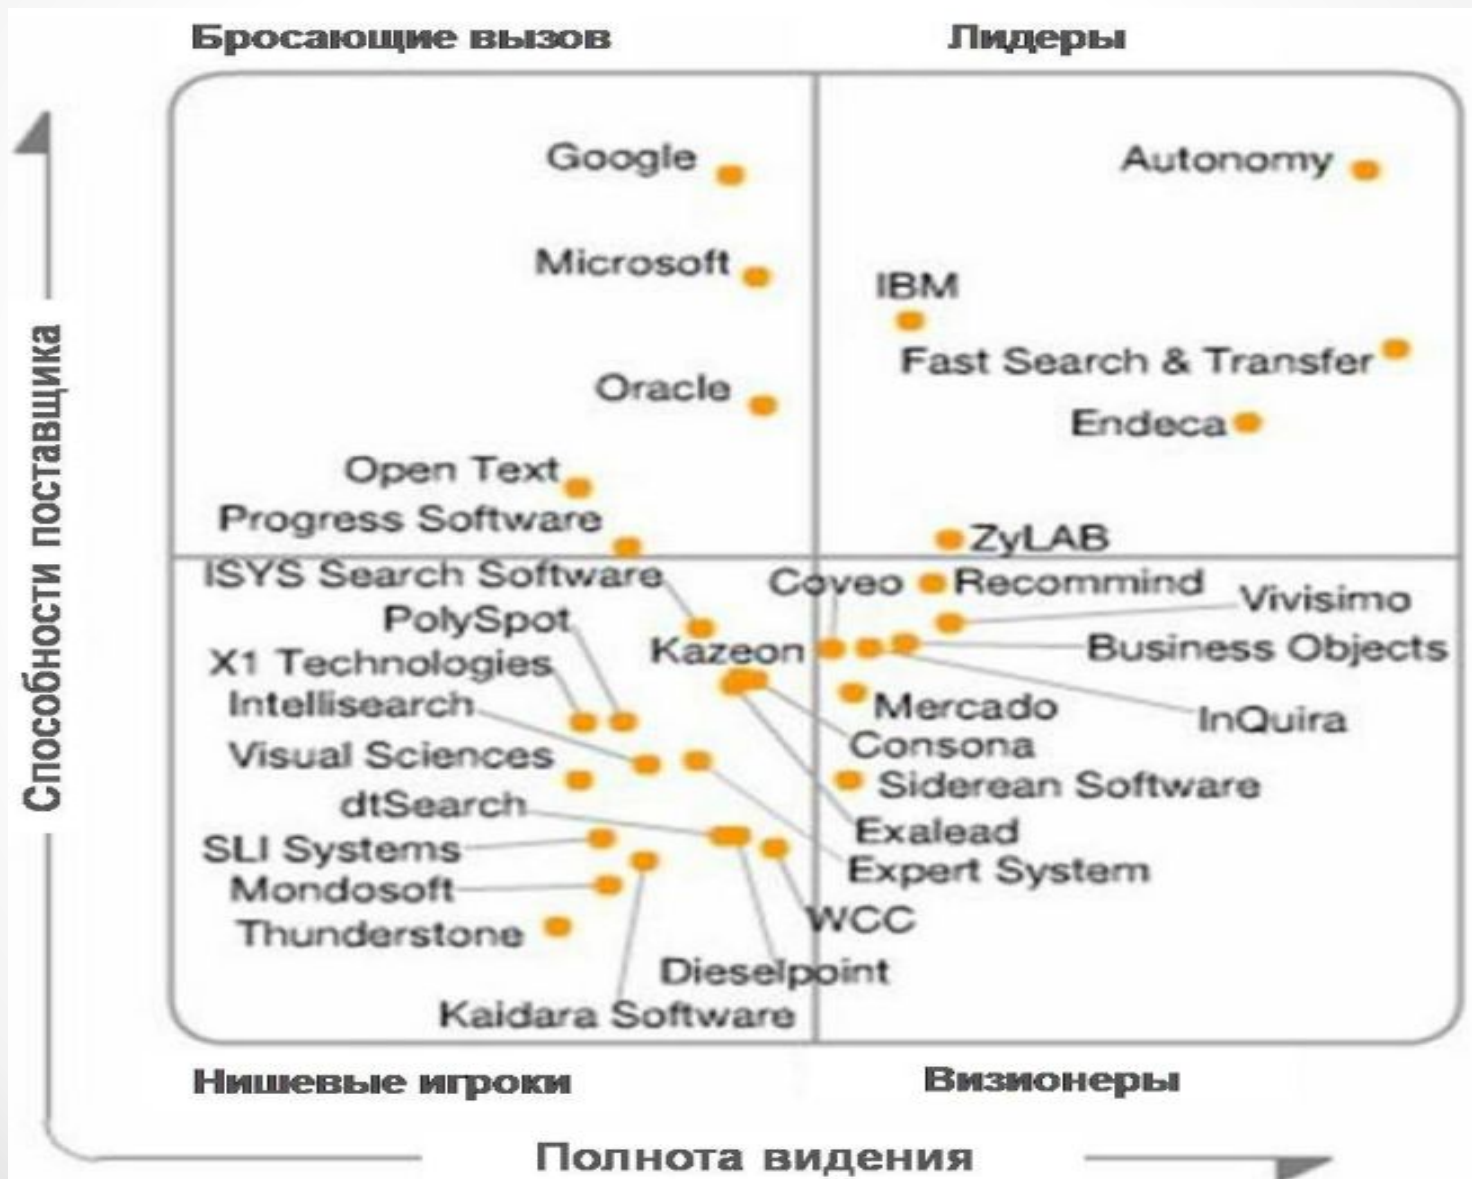 Бросающие вызов
Лидеры
Google
Autonomy
Microsoft
IBM
Fast Search & Transfer
Oracle
Endeca
Open Text
Progress Software
ZyLAB
ISYS Search Software
Coveo
Recommind
Vivisimo
PolySpot
Kazeon
Business Objects
X1 Technologies
Intellisearch
Mercado
InQuira
Consona
Visual Sciences
Siderean Software
dtSearch
Exalead
SLI Systems
Expert System
Mondosoft
WCC
Thunderstone
Dieselpoint
Kaidara Software
Нишевые игроки
Визионеры
Способности поставщика
Полнота видения